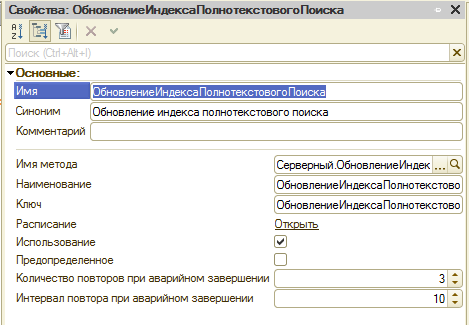 Свойства: ОбновлениеИндексаПолнотекстовогоПоиска
Поиск (Ctrl+Alt+I)
Основные:
Имя ОбновлениеИндексаПолнотекстовогоПоиска
Синоним Обновление индекса полнотекстового поиска
Комментарий
Имя метода Серверный.ОбновлениеИндек ...
Наименование ОбновлениеИндексаПолнотекстово
Ключ ОбновлениеИндексаПолнотекстово
Расписание Открыть
Использование
Предопределенное
Количество повторов при аварийном завершении 3
Интервал повтора при аварийном завершении 10